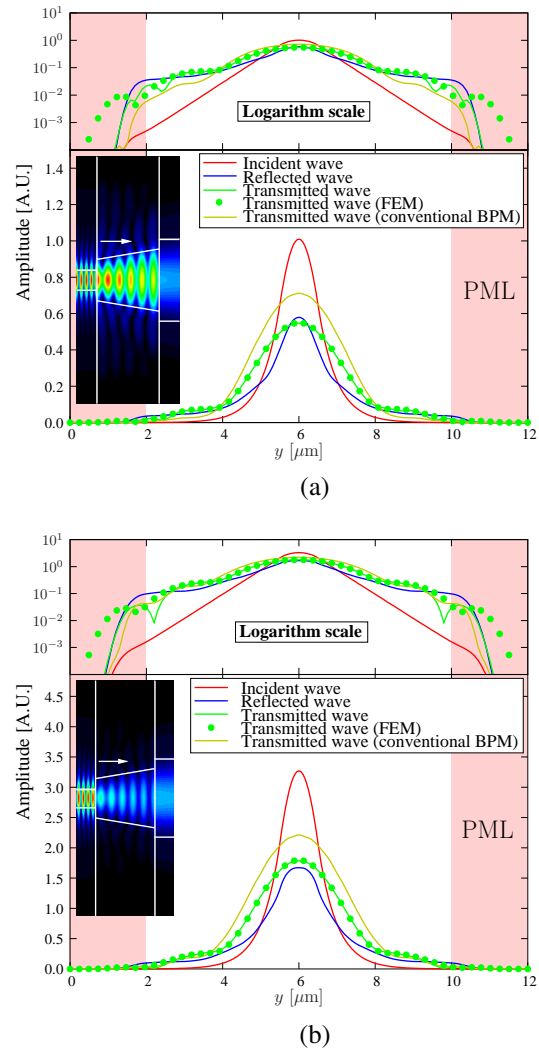 10^1
10^0
10^{-1}
10^{-2}
10^{-3}
Logarithm scale
Incident wave
Reflected wave
Transmitted wave
Transmitted wave (FEM)
Transmitted wave (conventional BPM)
Amplitude [A.U.]
1.4
1.2
1.0
0.8
0.6
0.4
0.2
0.0
PML
0 2 4 6 8 10 12
y [μm]
(a)
10^1
10^0
10^{-1}
10^{-2}
10^{-3}
Logarithm scale
Incident wave
Reflected wave
Transmitted wave
Transmitted wave (FEM)
Transmitted wave (conventional BPM)
Amplitude [A.U.]
4.5
4.0
3.5
3.0
2.5
2.0
1.5
1.0
0.5
0.0
PML
0 2 4 6 8 10 12
y [μm]
(b)